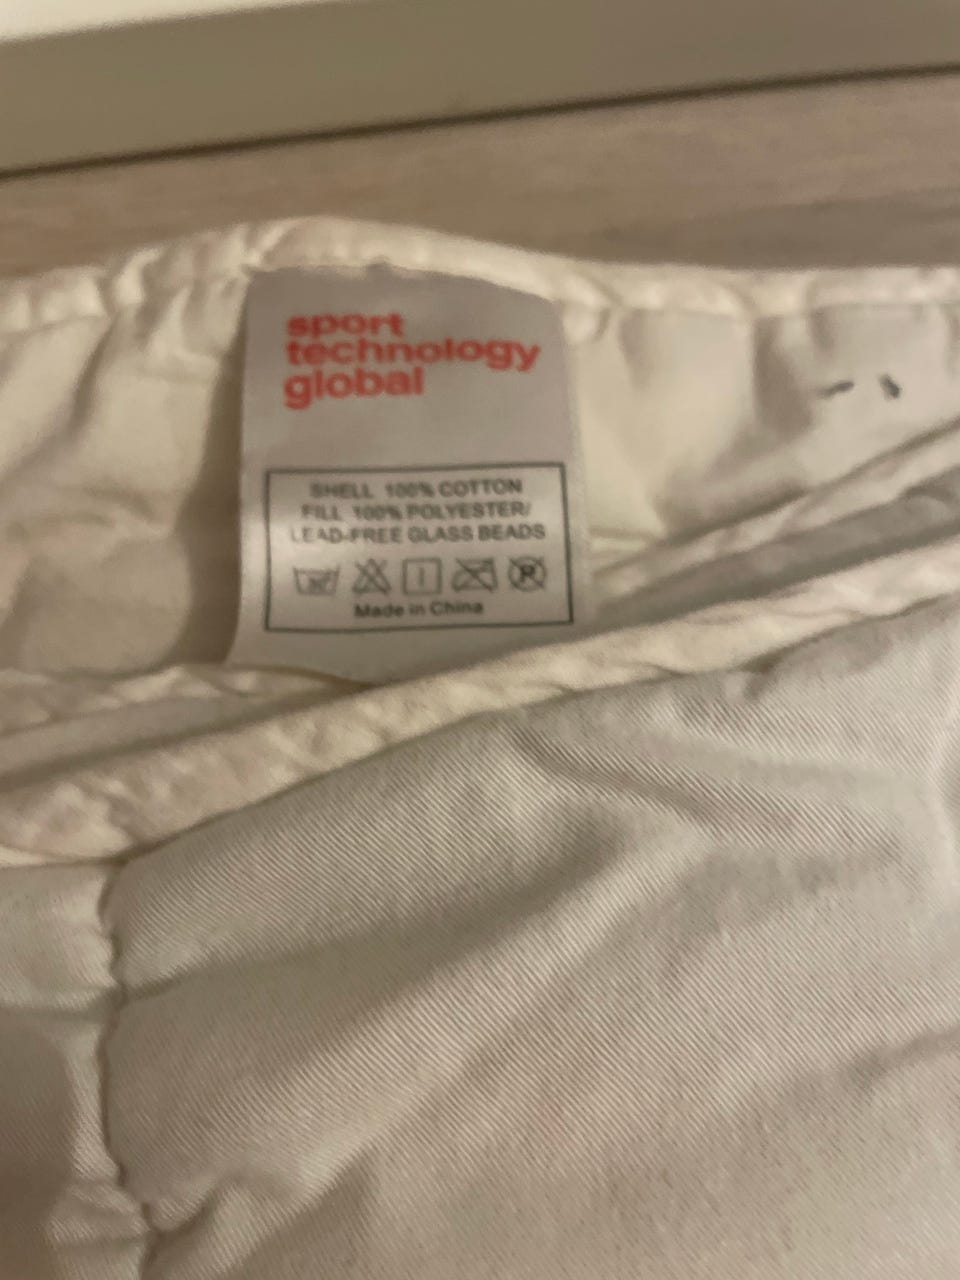 sport
technology
global
SHELL 100% COTTON
FILL 100% POLYESTER/
LEAD-FREE GLASS BEADS
Made in China